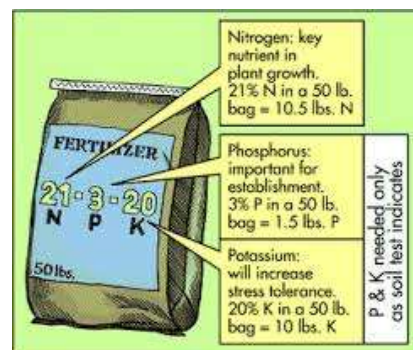 FERTILIZER
21-3-20
N P K
50 lbs.
Nitrogen: key
nutrient in
plant growth.
21% N in a 50 lb.
bag = 10.5 lbs. N
Phosphorus:
important for
establishment.
3% P in a 50 lb.
bag = 1.5 lbs. P
Potassium:
will increase
stress tolerance.
20% K in a 50 lb.
bag = 10 lbs. K
P & K needed only
as soil test indicates